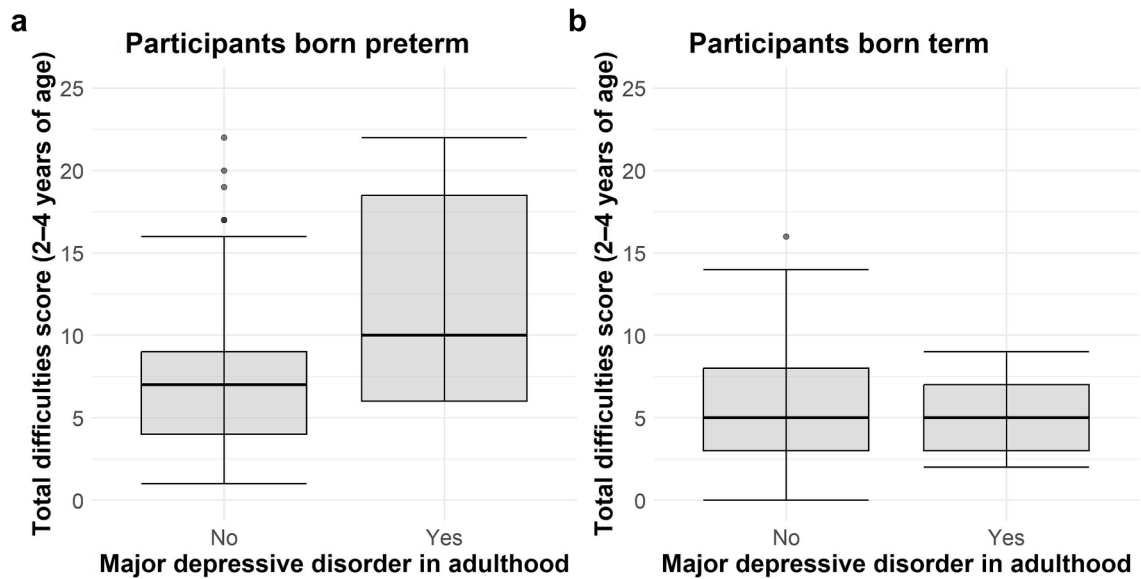 a
Participants born preterm
Total difficulties score (2–4 years of age)
25
20
15
10
5
0
No
Yes
Major depressive disorder in adulthood
b
Participants born term
Total difficulties score (2–4 years of age)
25
20
15
10
5
0
No
Yes
Major depressive disorder in adulthood